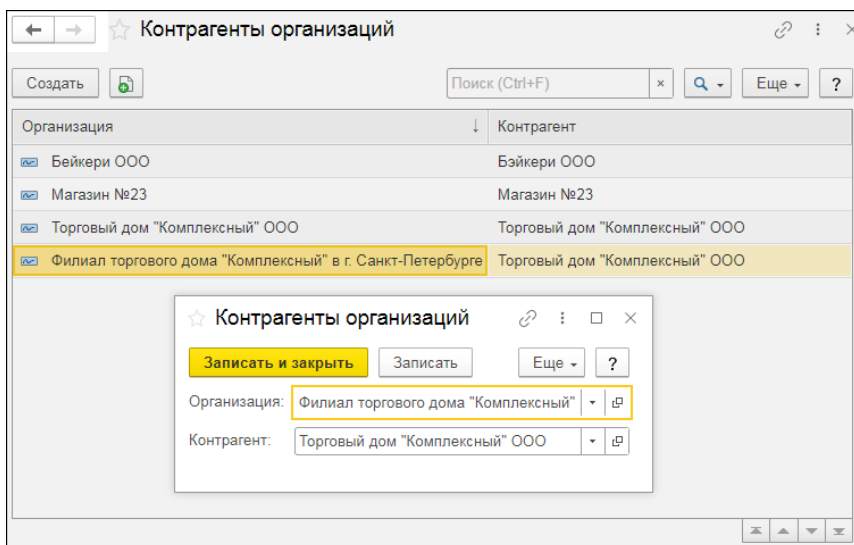 Контрагенты организаций
Создать Поиск (Ctrl+F) × Еще ?
Организация ↓ Контрагент
Бейкери ООО Бэйкери ООО
Магазин №23 Магазин №23
Торговый дом "Комплексный" ООО Торговый дом "Комплексный" ООО
Филиал торгового дома "Комплексный" в г. Санкт-Петербурге Торговый дом "Комплексный" ООО
Контрагенты организаций
Записать и закрыть Записать Еще ?
Организация: Филиал торгового дома "Комплексный"
Контрагент: Торговый дом "Комплексный" ООО